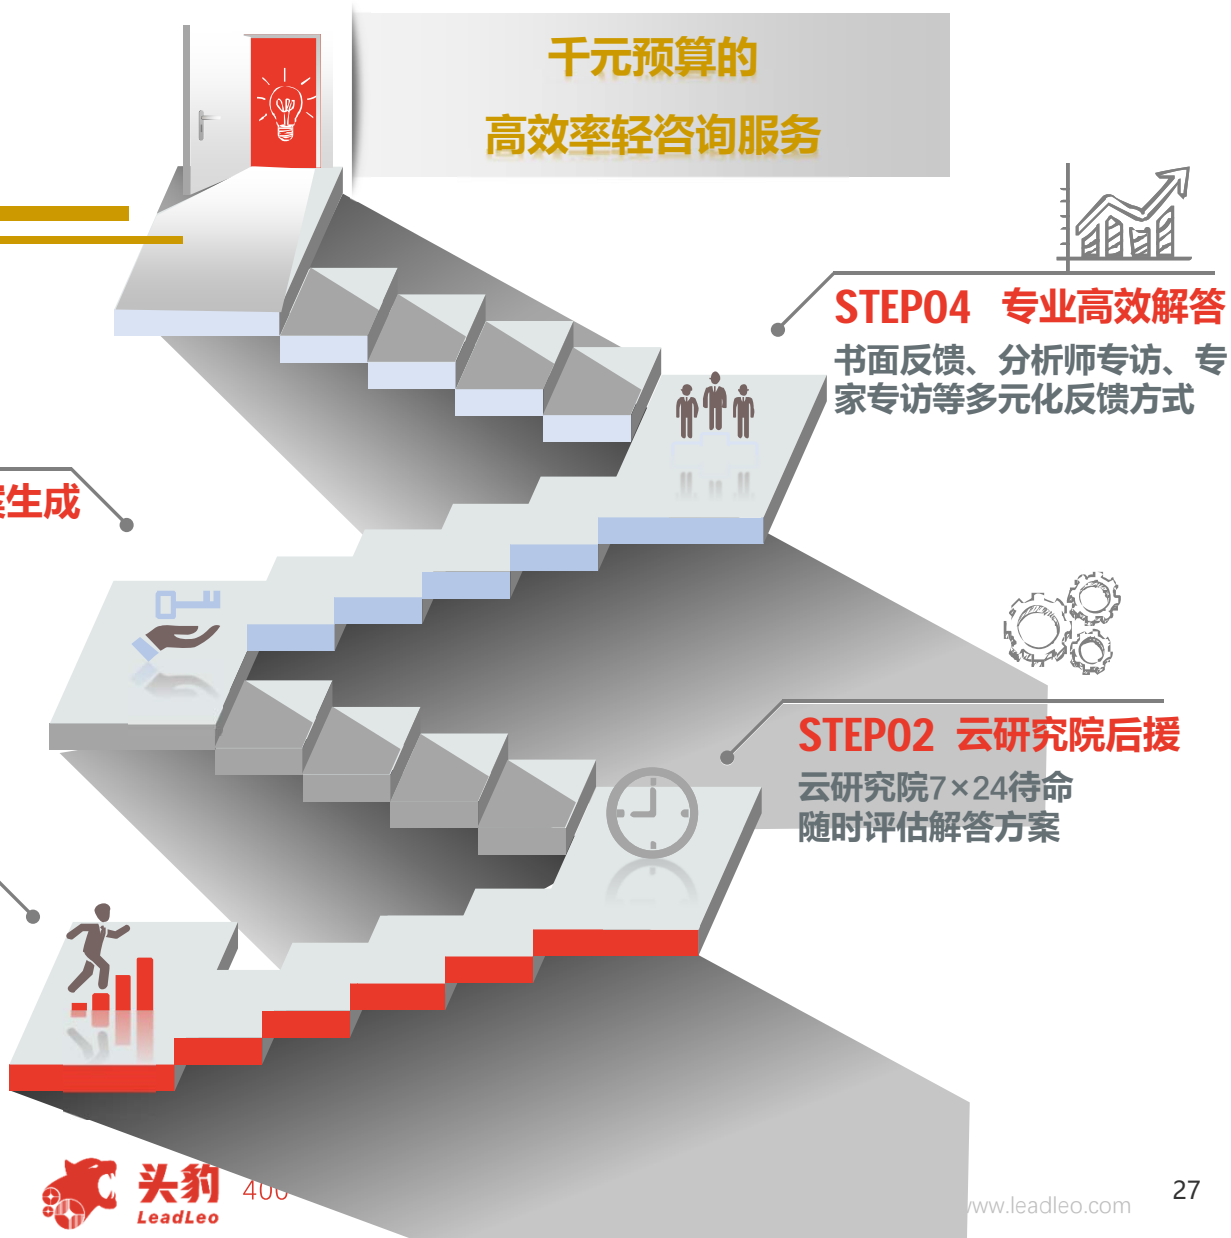 千元预算的
高效率轻咨询服务
STEP04 专业高效解答
书面反馈、分析师专访、专
家专访等多元化反馈方式
案生成
STEP02 云研究院后援
云研究院7×24待命
随时评估解答方案
头豹
LeadLeo
400
www.leadleo.com
27